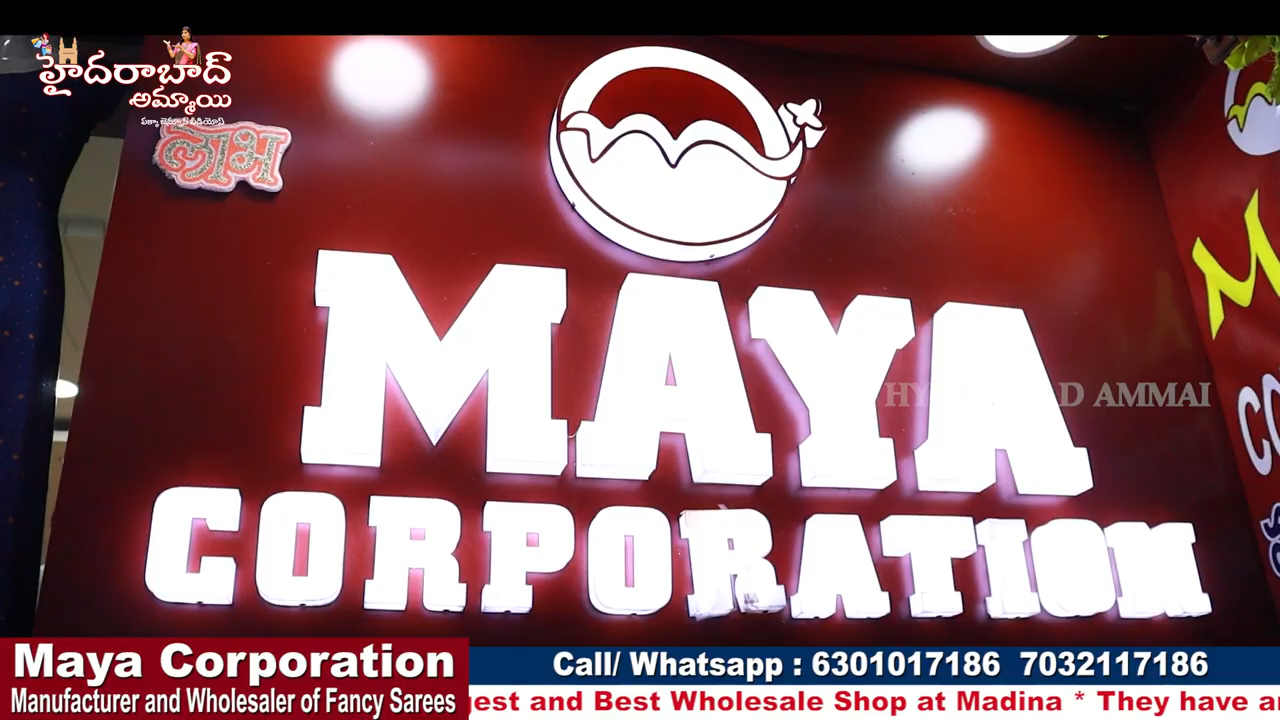 హైదరాబాద్
అమ్మాయి
లाभ
MAYA
CORPORATION
HYDERABAD AMMAI
M
CO
Maya Corporation
Manufacturer and Wholesaler of Fancy Sarees
Call/ Whatsapp : 6301017186 7032117186
gest and Best Wholesale Shop at Madina * They have a